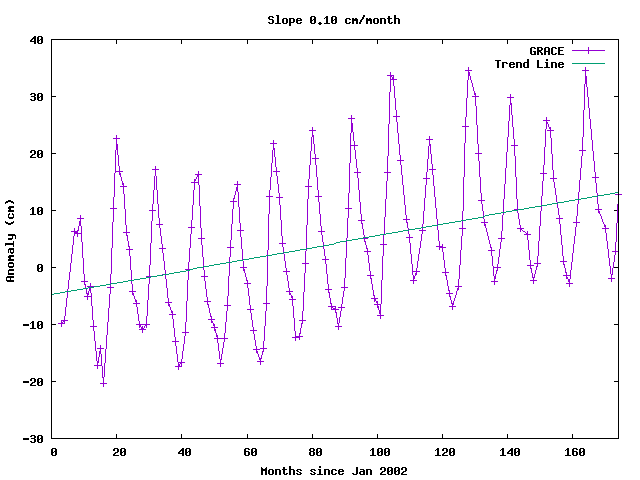 Slope 0.10 cm/month
GRACE
Trend Line
Anomaly (cm)
40
30
20
10
0
-10
-20
-30
0 20 40 60 80 100 120 140 160
Months since Jan 2002